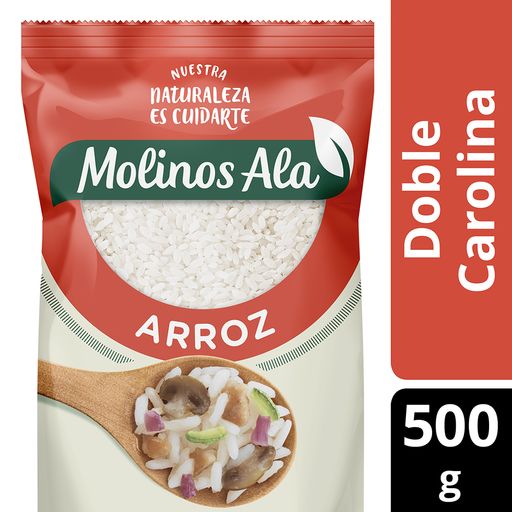 NUESTRA
NATURALEZA
ES CUIDARTE
Molinos Ala
ARROZ
Doble
Carolina
500
g